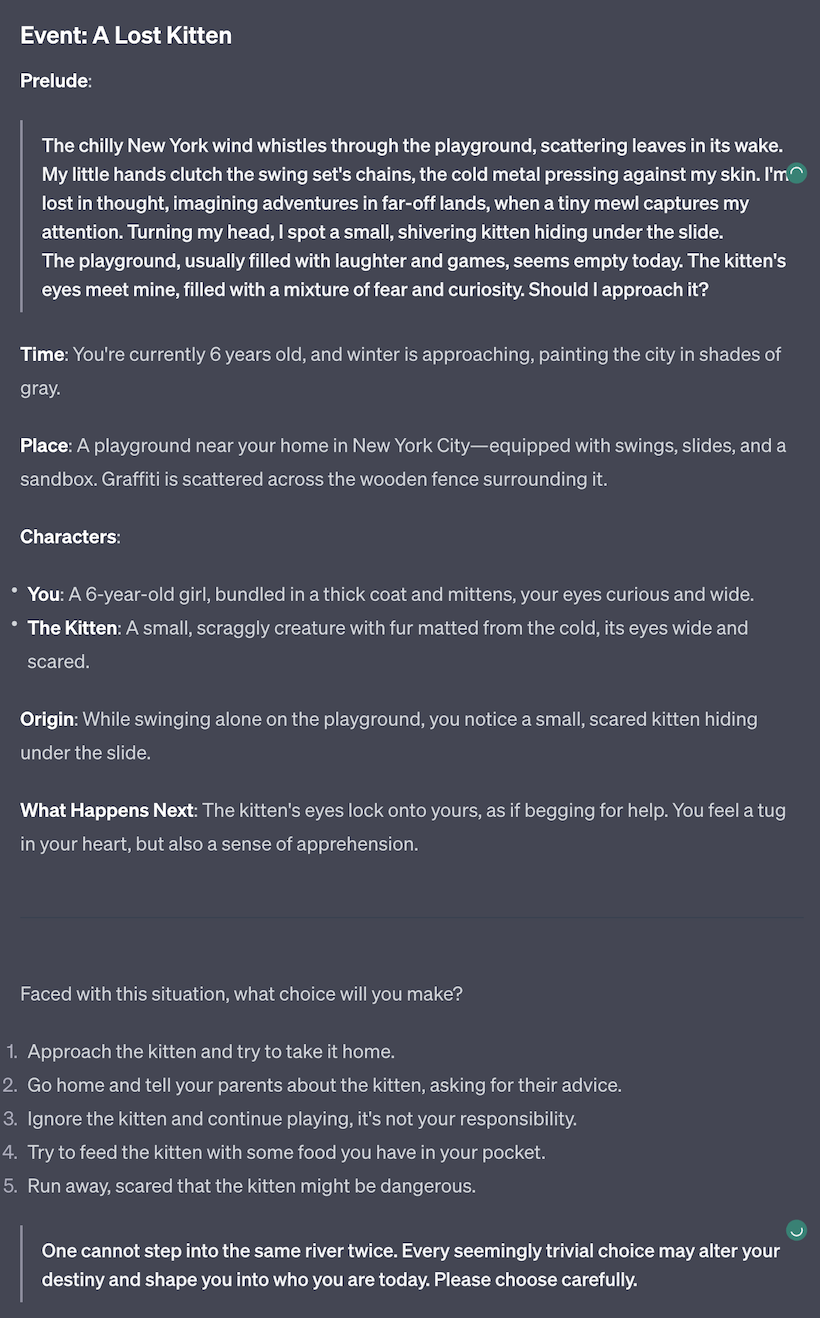 Event: A Lost Kitten
Prelude:
The chilly New York wind whistles through the playground, scattering leaves in its wake.
My little hands clutch the swing set's chains, the cold metal pressing against my skin. I'm
lost in thought, imagining adventures in far-off lands, when a tiny mewl captures my
attention. Turning my head, I spot a small, shivering kitten hiding under the slide.
The playground, usually filled with laughter and games, seems empty today. The kitten's
eyes meet mine, filled with a mixture of fear and curiosity. Should I approach it?
Time: You're currently 6 years old, and winter is approaching, painting the city in shades of
gray.
Place: A playground near your home in New York City—equipped with swings, slides, and a
sandbox. Graffiti is scattered across the wooden fence surrounding it.
Characters:
• You: A 6-year-old girl, bundled in a thick coat and mittens, your eyes curious and wide.
• The Kitten: A small, scraggly creature with fur matted from the cold, its eyes wide and
scared.
Origin: While swinging alone on the playground, you notice a small, scared kitten hiding
under the slide.
What Happens Next: The kitten's eyes lock onto yours, as if begging for help. You feel a tug
in your heart, but also a sense of apprehension.
Faced with this situation, what choice will you make?
1. Approach the kitten and try to take it home.
2. Go home and tell your parents about the kitten, asking for their advice.
3. Ignore the kitten and continue playing, it's not your responsibility.
4. Try to feed the kitten with some food you have in your pocket.
5. Run away, scared that the kitten might be dangerous.
One cannot step into the same river twice. Every seemingly trivial choice may alter your
destiny and shape you into who you are today. Please choose carefully.